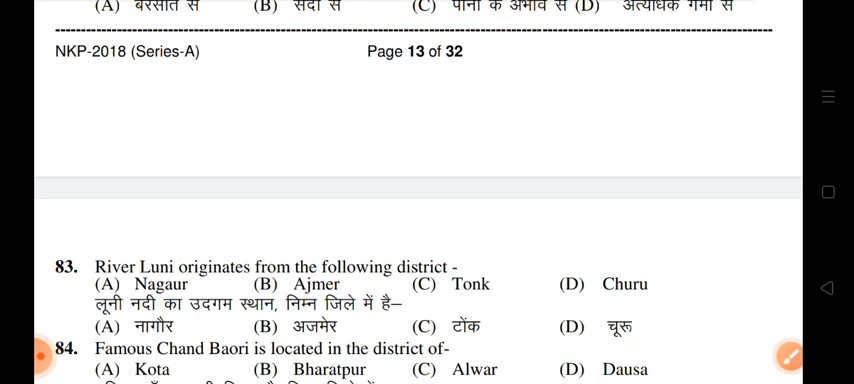 (A) बरसात से (B) सर्दी से (C) पानी के अभाव से (D) अत्यधिक गर्मी से
NKP-2018 (Series-A) Page 13 of 32
83. River Luni originates from the following district -
(A) Nagaur (B) Ajmer (C) Tonk (D) Churu
लूनी नदी का उदगम स्थान, निम्न जिले में है–
(A) नागौर (B) अजमेर (C) टोंक (D) चूरू
84. Famous Chand Baori is located in the district of-
(A) Kota (B) Bharatpur (C) Alwar (D) Dausa